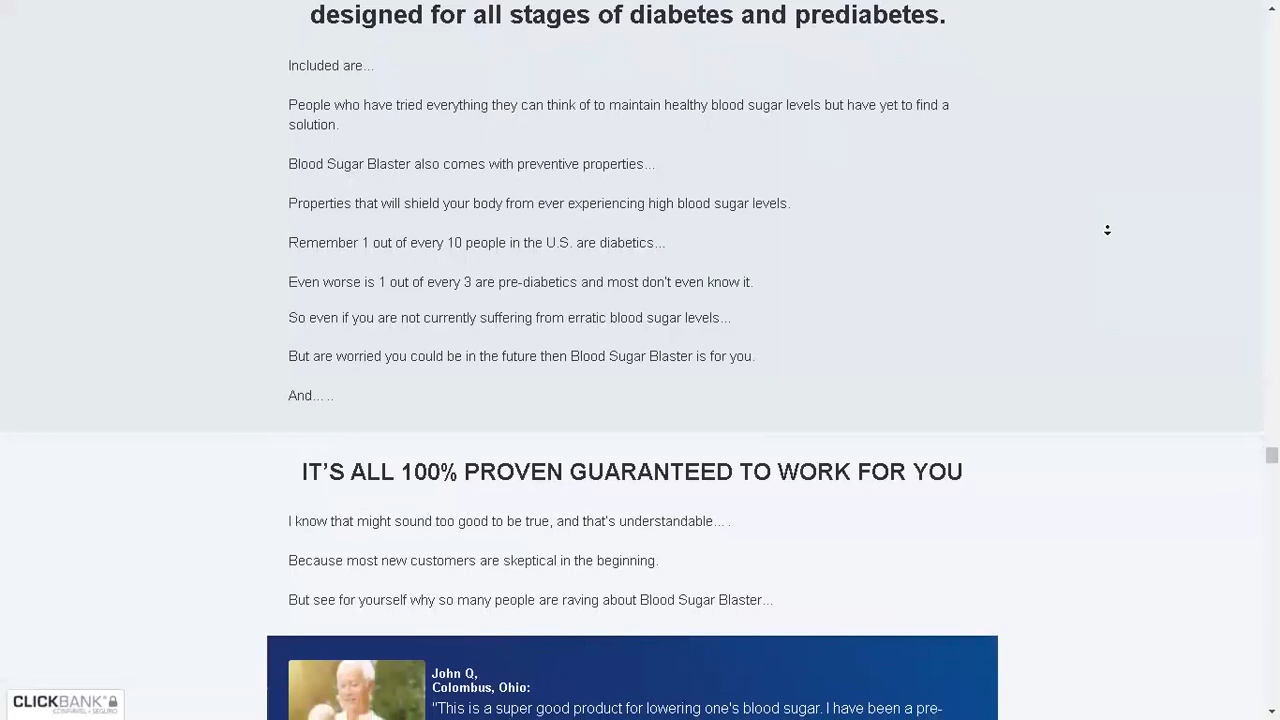 designed for all stages of diabetes and prediabetes.
Included are...
People who have tried everything they can think of to maintain healthy blood sugar levels but have yet to find a
solution.
Blood Sugar Blaster also comes with preventive properties...
Properties that will shield your body from ever experiencing high blood sugar levels.
Remember 1 out of every 10 people in the U.S. are diabetics...
Even worse is 1 out of every 3 are pre-diabetics and most don't even know it.
So even if you are not currently suffering from erratic blood sugar levels...
But are worried you could be in the future then Blood Sugar Blaster is for you.
And.....
IT’S ALL 100% PROVEN GUARANTEED TO WORK FOR YOU
I know that might sound too good to be true, and that's understandable....
Because most new customers are skeptical in the beginning.
But see for yourself why so many people are raving about Blood Sugar Blaster...
John Q,
Colombus, Ohio:
"This is a super good product for lowering one's blood sugar. I have been a pre-
CLICKBANK®
CONFIÁVEL • SEGURO